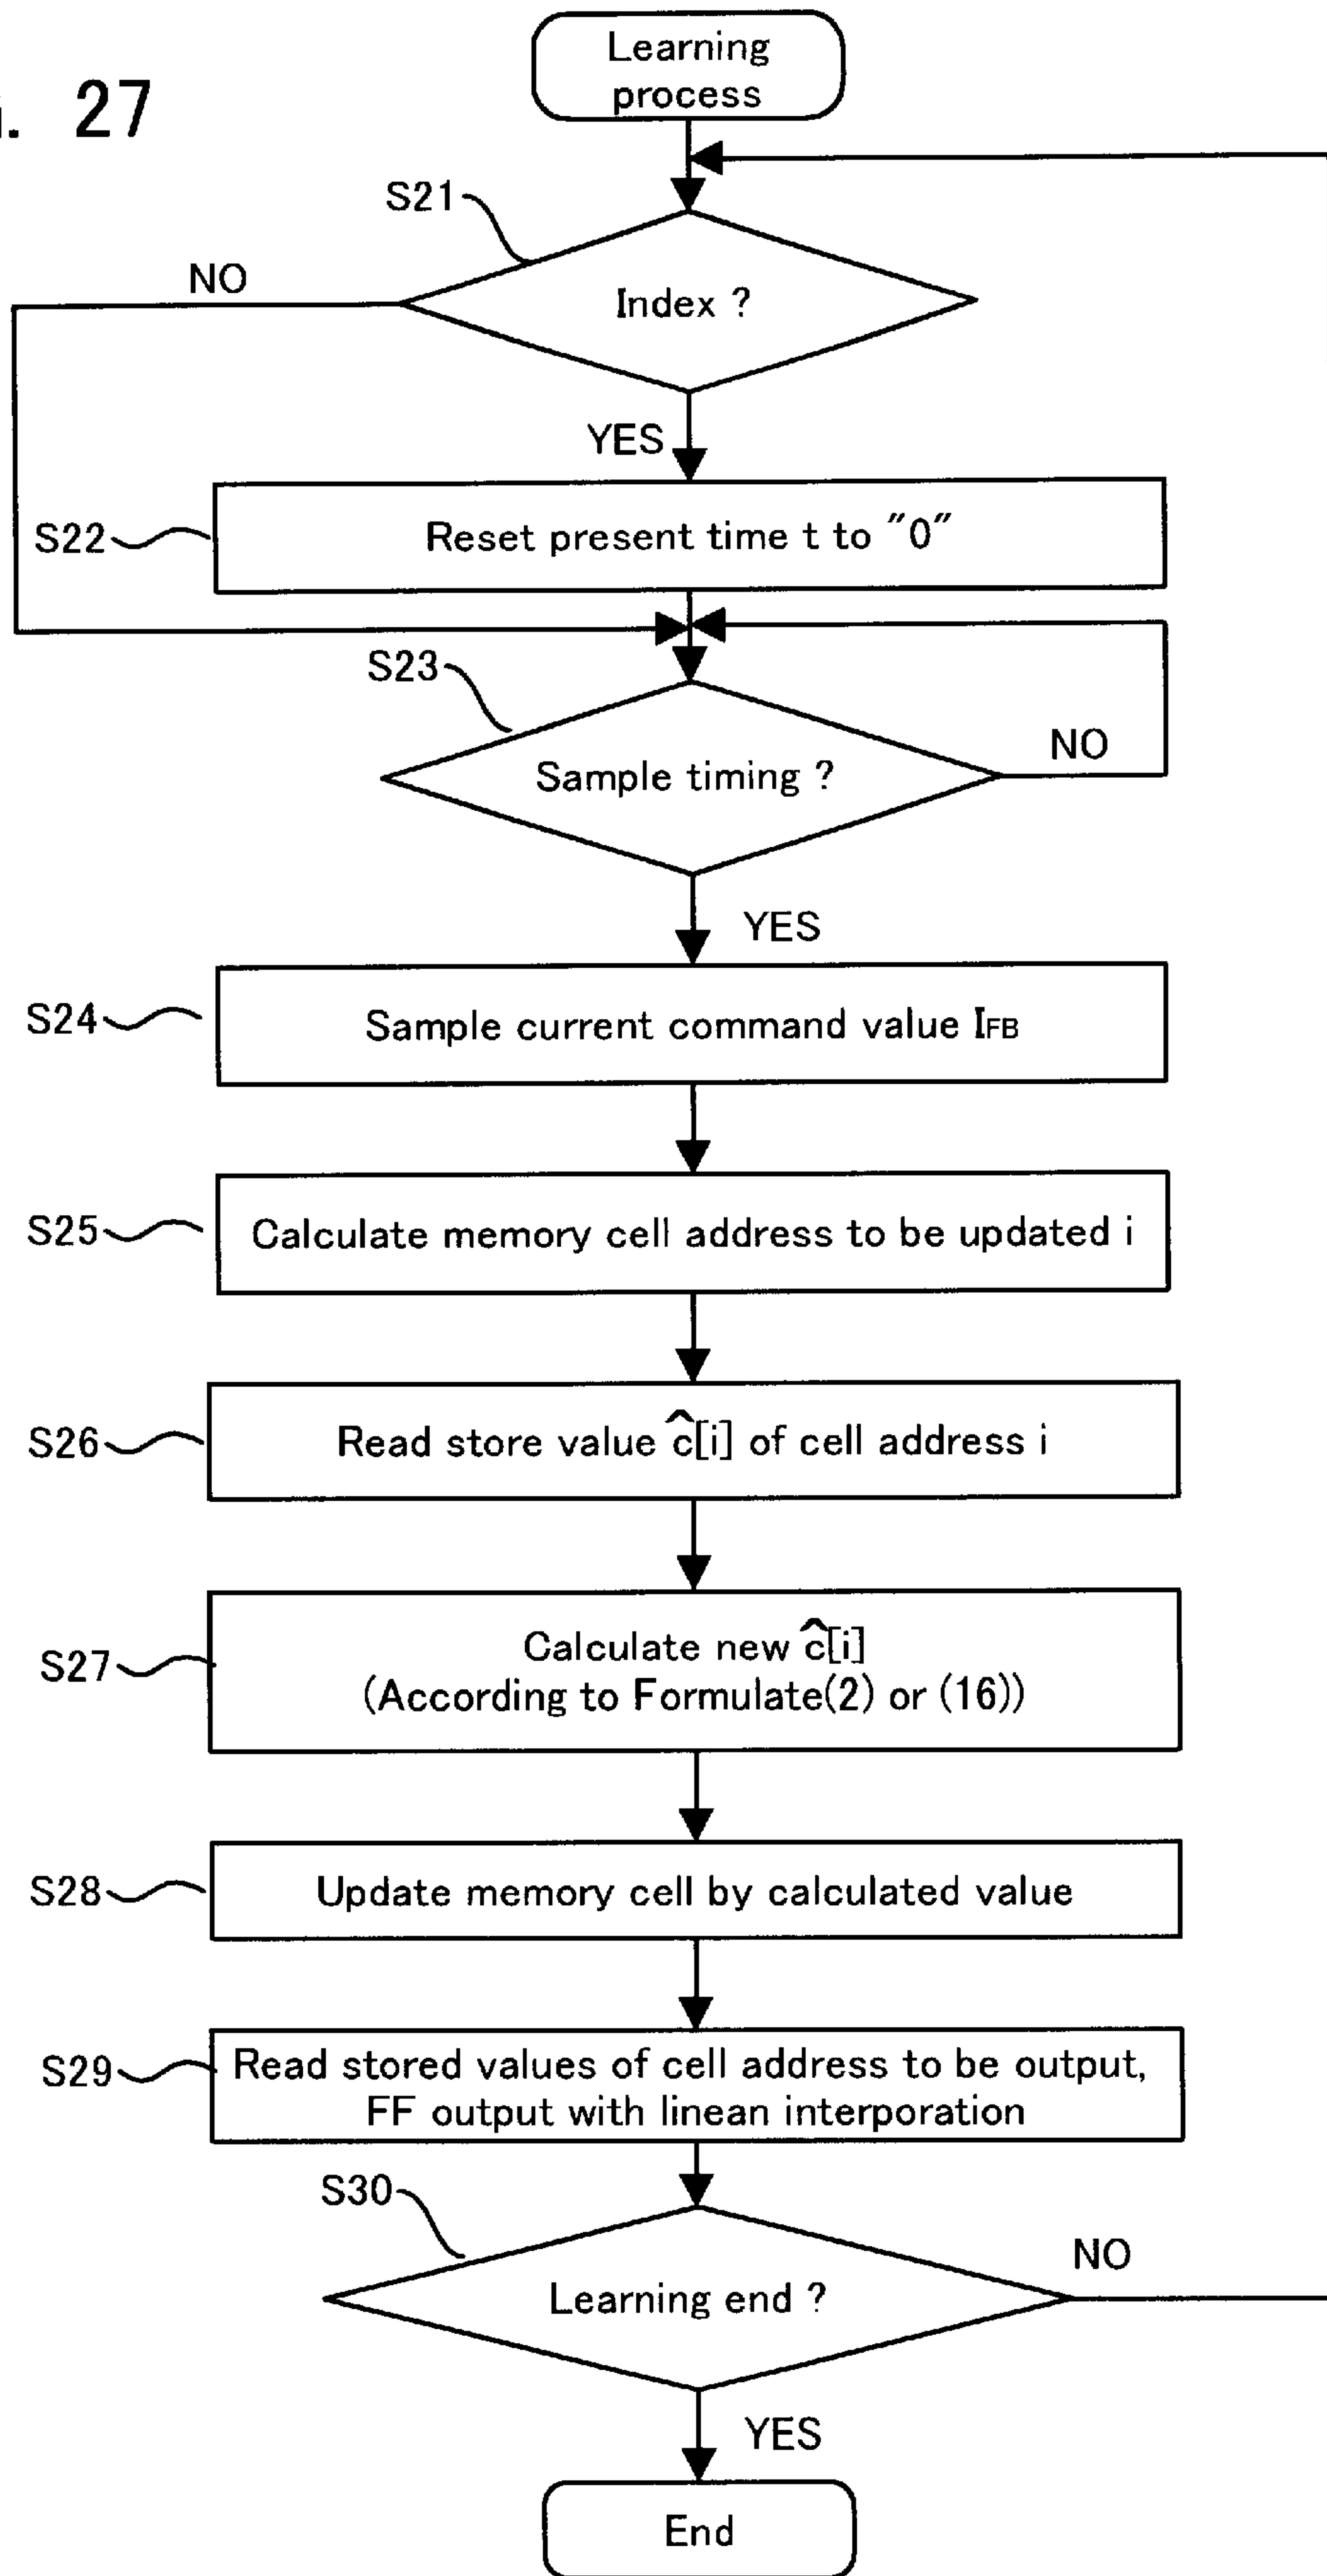 . 27
Learning
process
S21
NO
Index ?
YES
S22
Reset present time t to "0"
S23
NO
Sample timing ?
YES
S24
Sample current command value IFB
S25
Calculate memory cell address to be updated i
S26
Read store value ĉ[i] of cell address i
S27
Calculate new ĉ[i]
(According to Formulate(2) or (16))
S28
Update memory cell by calculated value
S29
Read stored values of cell address to be output,
FF output with linean interporation
S30
NO
Learning end ?
YES
End